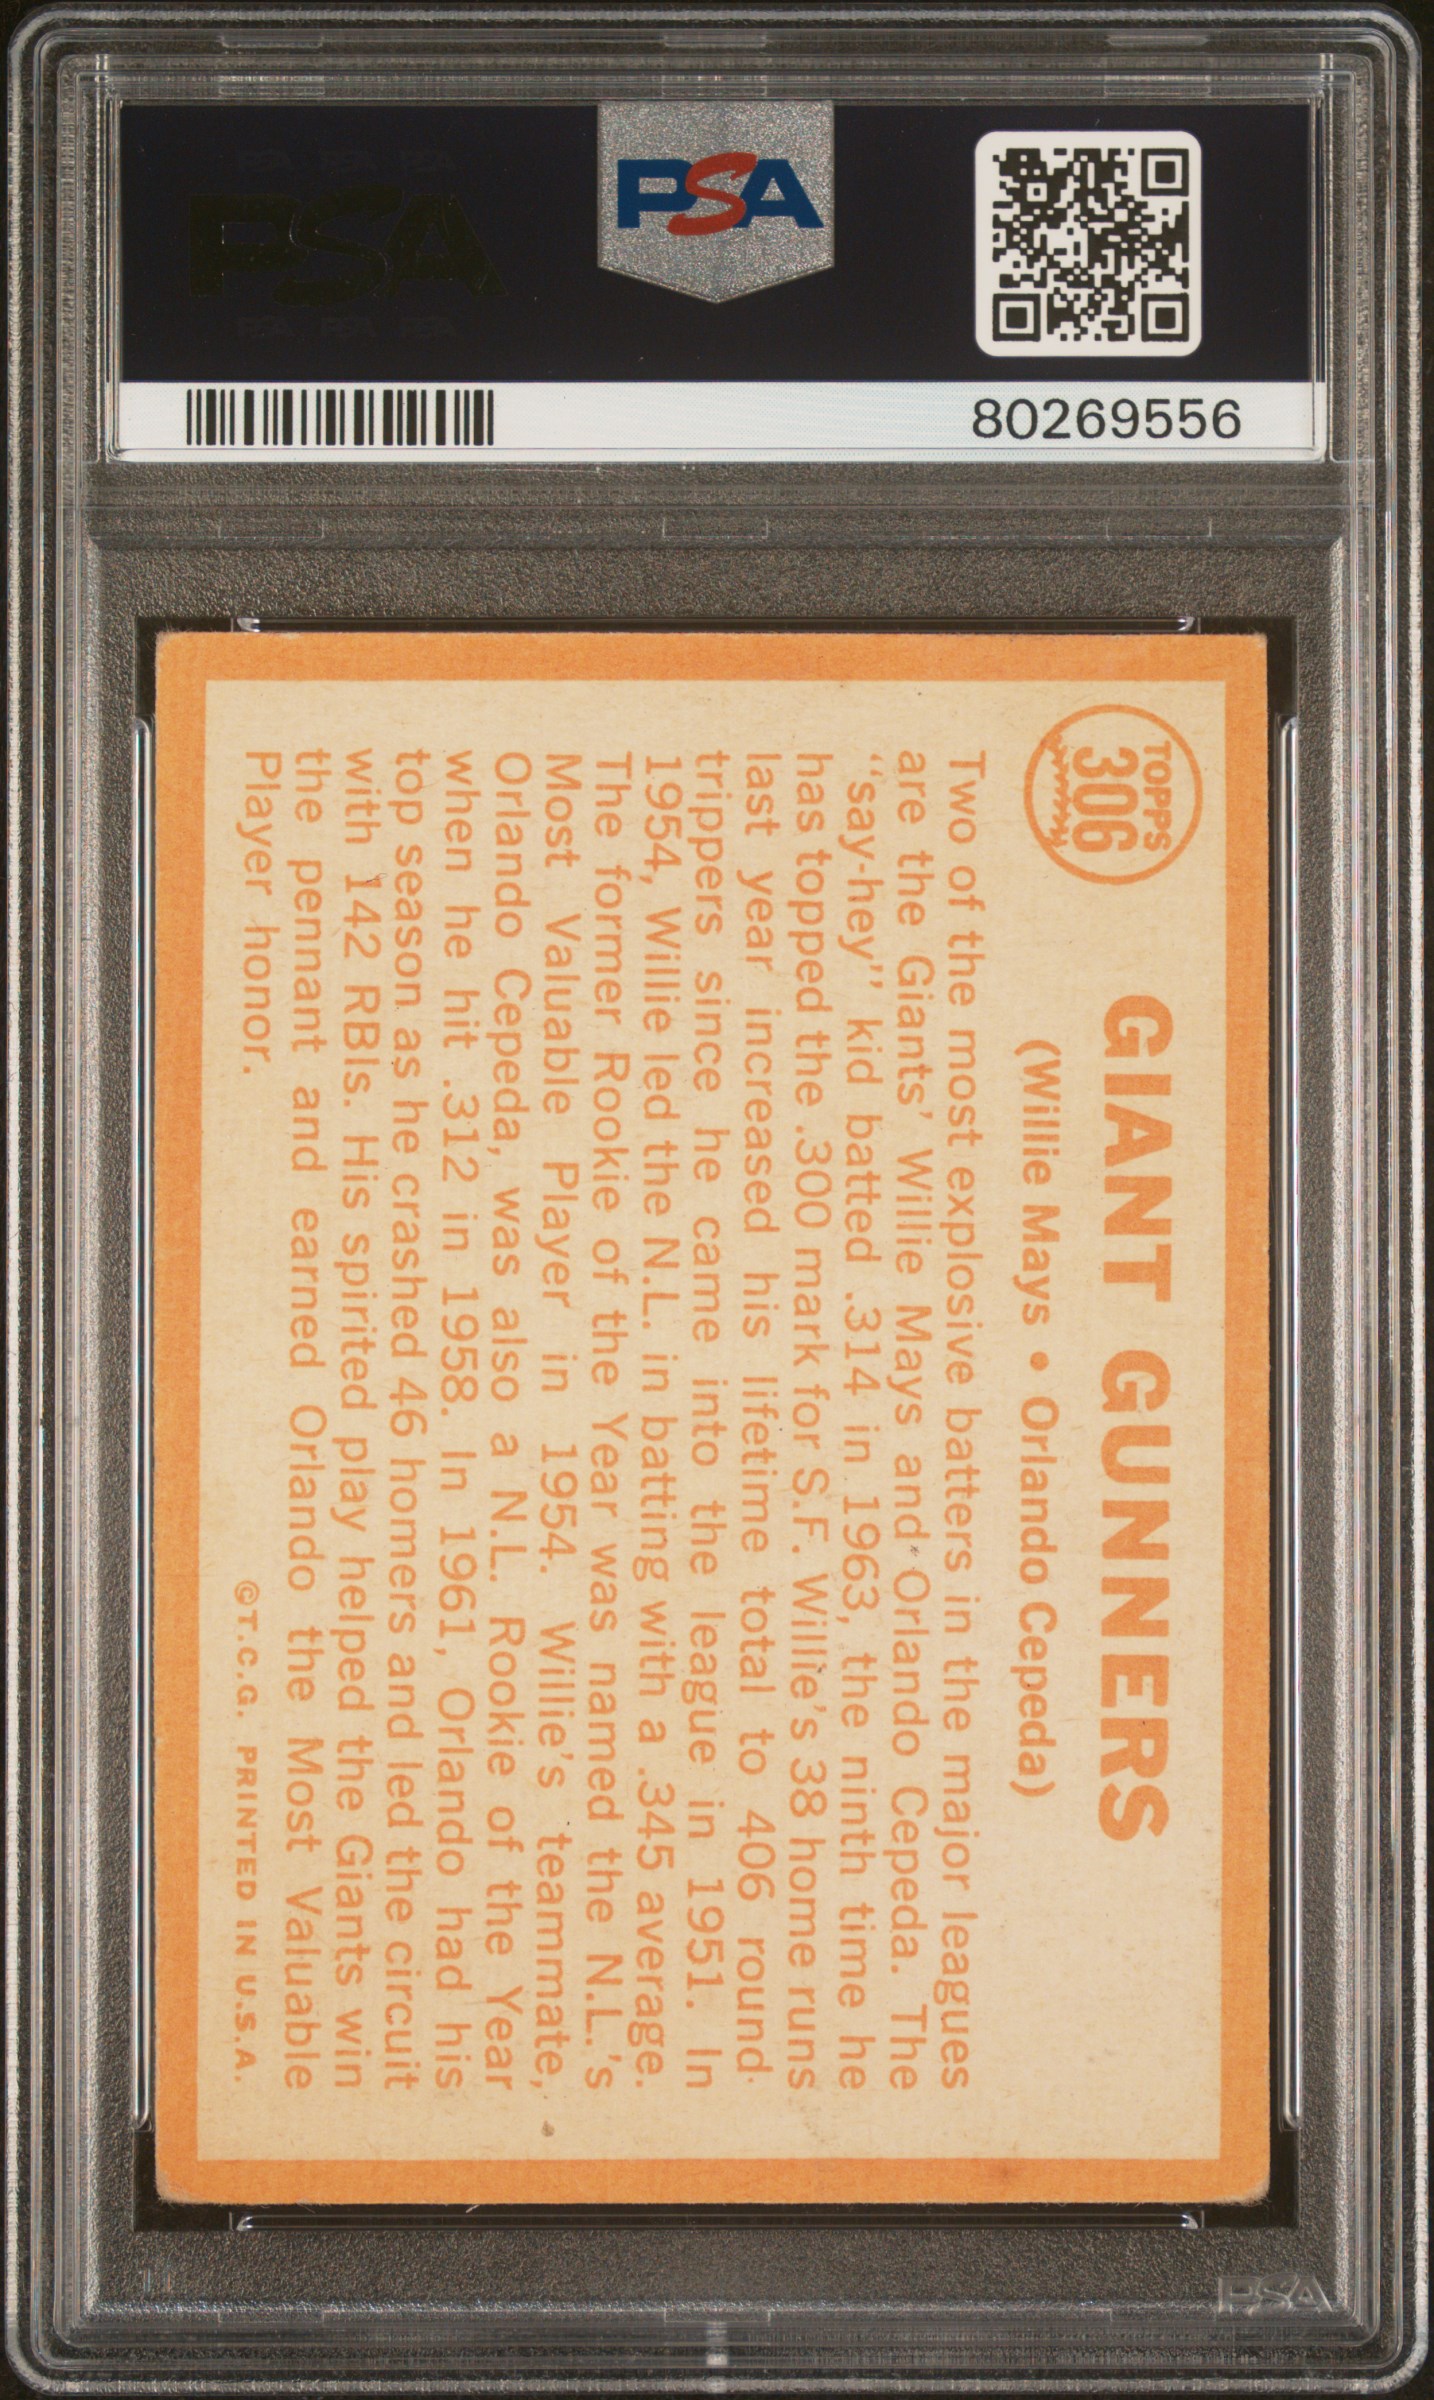 PSA
PSA
80269556
TOPPS
306
GIANT GUNNERS
(Willie Mays • Orlando Cepeda)
Two of the most explosive batters in the major leagues
are the Giants' Willie Mays and Orlando Cepeda. The
"say-hey" kid batted .314 in 1963, the ninth time he
has topped the .300 mark for S.F. Willie's 38 home runs
last year increased his lifetime total to 406 round-
trippers since he came into the league in 1951. In
1954, Willie led the N.L. in batting with a .345 average.
The former Rookie of the Year was named the N.L.'s
Most Valuable Player in 1954. Willie's teammate,
Orlando Cepeda, was also a N.L. Rookie of the Year
when he hit .312 in 1958. In 1961, Orlando had his
top season as he crashed 46 homers and led the circuit
with 142 RBIs. His spirited play helped the Giants win
the pennant and earned Orlando the Most Valuable
Player honor.
©T.C.G. PRINTED IN U.S.A.
PSA